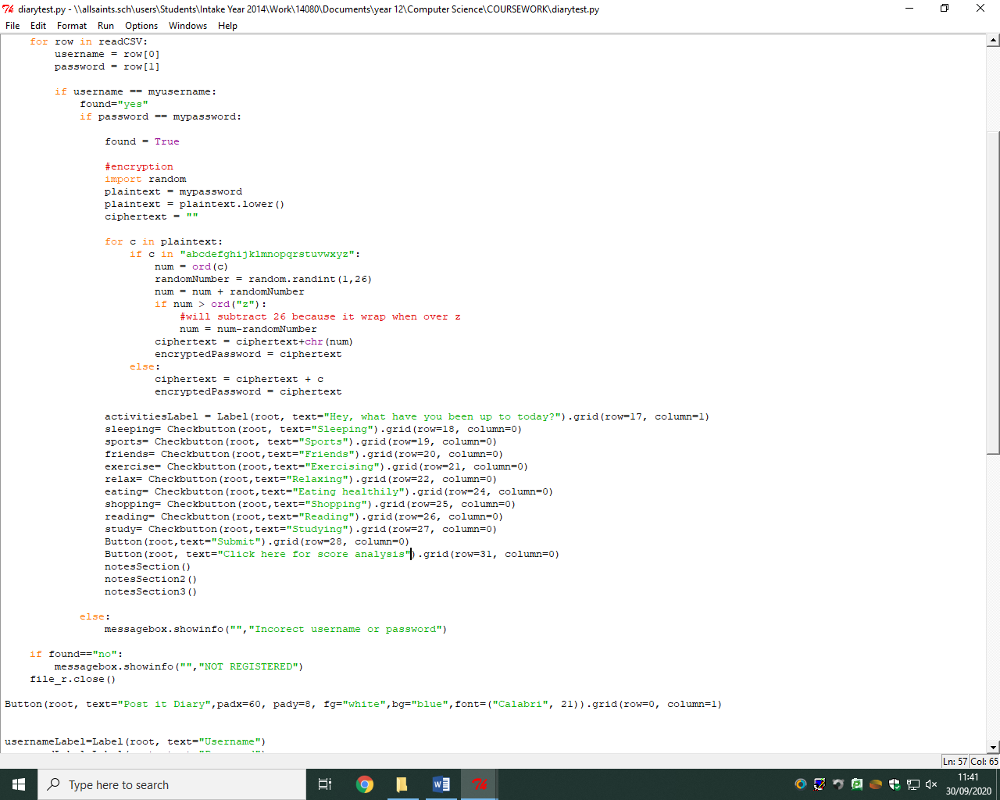 diarytest.py - \\allsaints.sch\users\Students\Intake Year 2014\Work\14080\Documents\year 12\Computer Science\COURSEWORK\diarytest.py
File Edit Format Run Options Windows Help
for row in readCSV:
username = row[0]
password = row[1]
if username == myusername:
found="yes"
if password == mypassword:
found = True
#encryption
import random
plaintext = mypassword
plaintext = plaintext.lower()
ciphertext = ""
for c in plaintext:
if c in "abcdefghijklmnopqrstuvwxyz":
num = ord(c)
randomNumber = random.randint(1,26)
num = num + randomNumber
if num > ord("z"):
#will subtract 26 because it wrap when over z
num = num-randomNumber
ciphertext = ciphertext+chr(num)
encryptedPassword = ciphertext
else:
ciphertext = ciphertext + c
encryptedPassword = ciphertext
activitiesLabel = Label(root, text="Hey, what have you been up to today?").grid(row=17, column=1)
sleeping= Checkbutton(root, text="Sleeping").grid(row=18, column=0)
sports= Checkbutton(root, text="Sports").grid(row=19, column=0)
friends= Checkbutton(root,text="Friends").grid(row=20, column=0)
exercise= Checkbutton(root,text="Exercising").grid(row=21, column=0)
relax= Checkbutton(root,text="Relaxing").grid(row=22, column=0)
eating= Checkbutton(root,text="Eating healthily").grid(row=24, column=0)
shopping= Checkbutton(root,text="Shopping").grid(row=25, column=0)
reading= Checkbutton(root,text="Reading").grid(row=26, column=0)
study= Checkbutton(root,text="Studying").grid(row=27, column=0)
Button(root,text="Submit").grid(row=28, column=0)
Button(root, text="Click here for score analysis").grid(row=31, column=0)
notesSection()
notesSection2()
notesSection3()
else:
messagebox.showinfo("","Incorect username or password")
if found=="no":
messagebox.showinfo("","NOT REGISTERED")
file_r.close()
Button(root, text="Post it Diary",padx=60, pady=8, fg="white",bg="blue",font=("Calabri", 21)).grid(row=0, column=1)
usernameLabel=Label(root, text="Username")
Ln: 57 Col: 65
Type here to search
11:41
30/09/2020